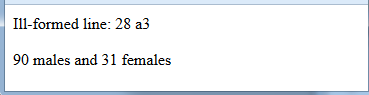 Ill-formed line: 28 a3
90 males and 31 females